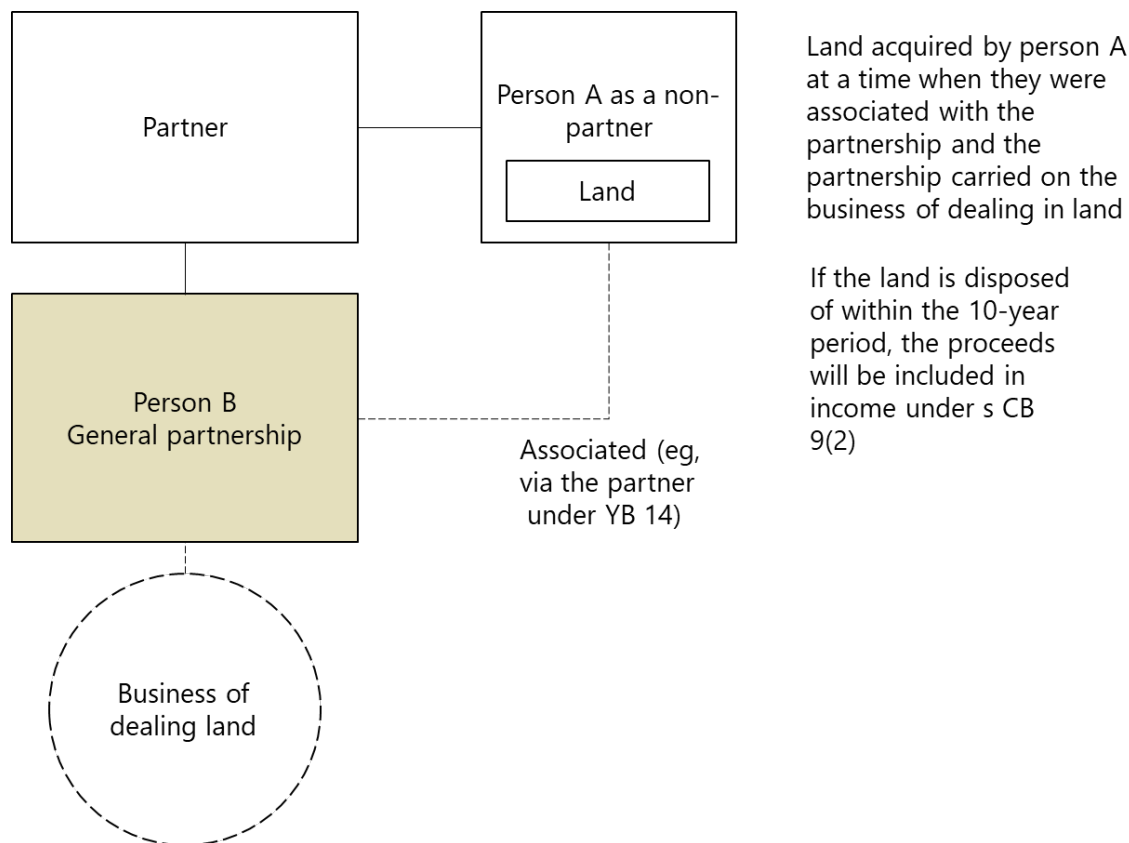 Partner
Person A as a non-
partner
Land
Land acquired by person A
at a time when they were
associated with the
partnership and the
partnership carried on the
business of dealing in land
If the land is disposed
of within the 10-year
period, the proceeds
will be included in
income under s CB
9(2)
Person B
General partnership
Associated (eg,
via the partner
under YB 14)
Business of
dealing land